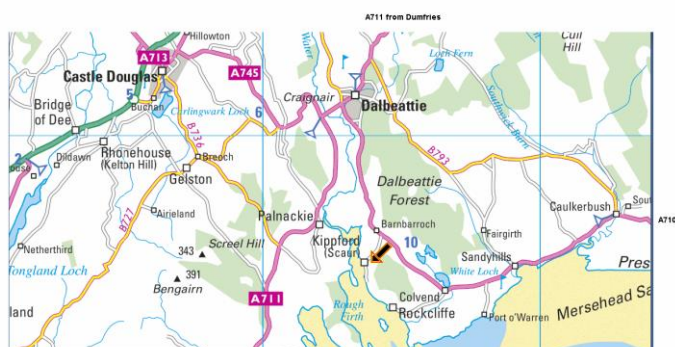 A711 from Dumfries
Hillowton
A713
Castle Douglas
A745
Water
Loch Fern
Cull
Hill
5
Buchan
Carlingwark Loch
6
Craignair
Dalbeattie
Southwick Burn
Bridge
of Dee
B736
B793
2
Dildawn
Rhonehouse
(Kelton Hill)
Breoch
Gelston
Dalbeattie
Forest
B727
Airieland
Palnackie
Barnbarroch
Caulkerbush
A710
Netherthird
343
Screel Hill
Kippford
(Scaur)
10
Fairgirth
Sandyhills
Tongland Loch
391
Bengairn
White Loch
A711
Rough
Firth
Colvend
Rockcliffe
Port o'Warren
Mersehead Sa
land
Pres